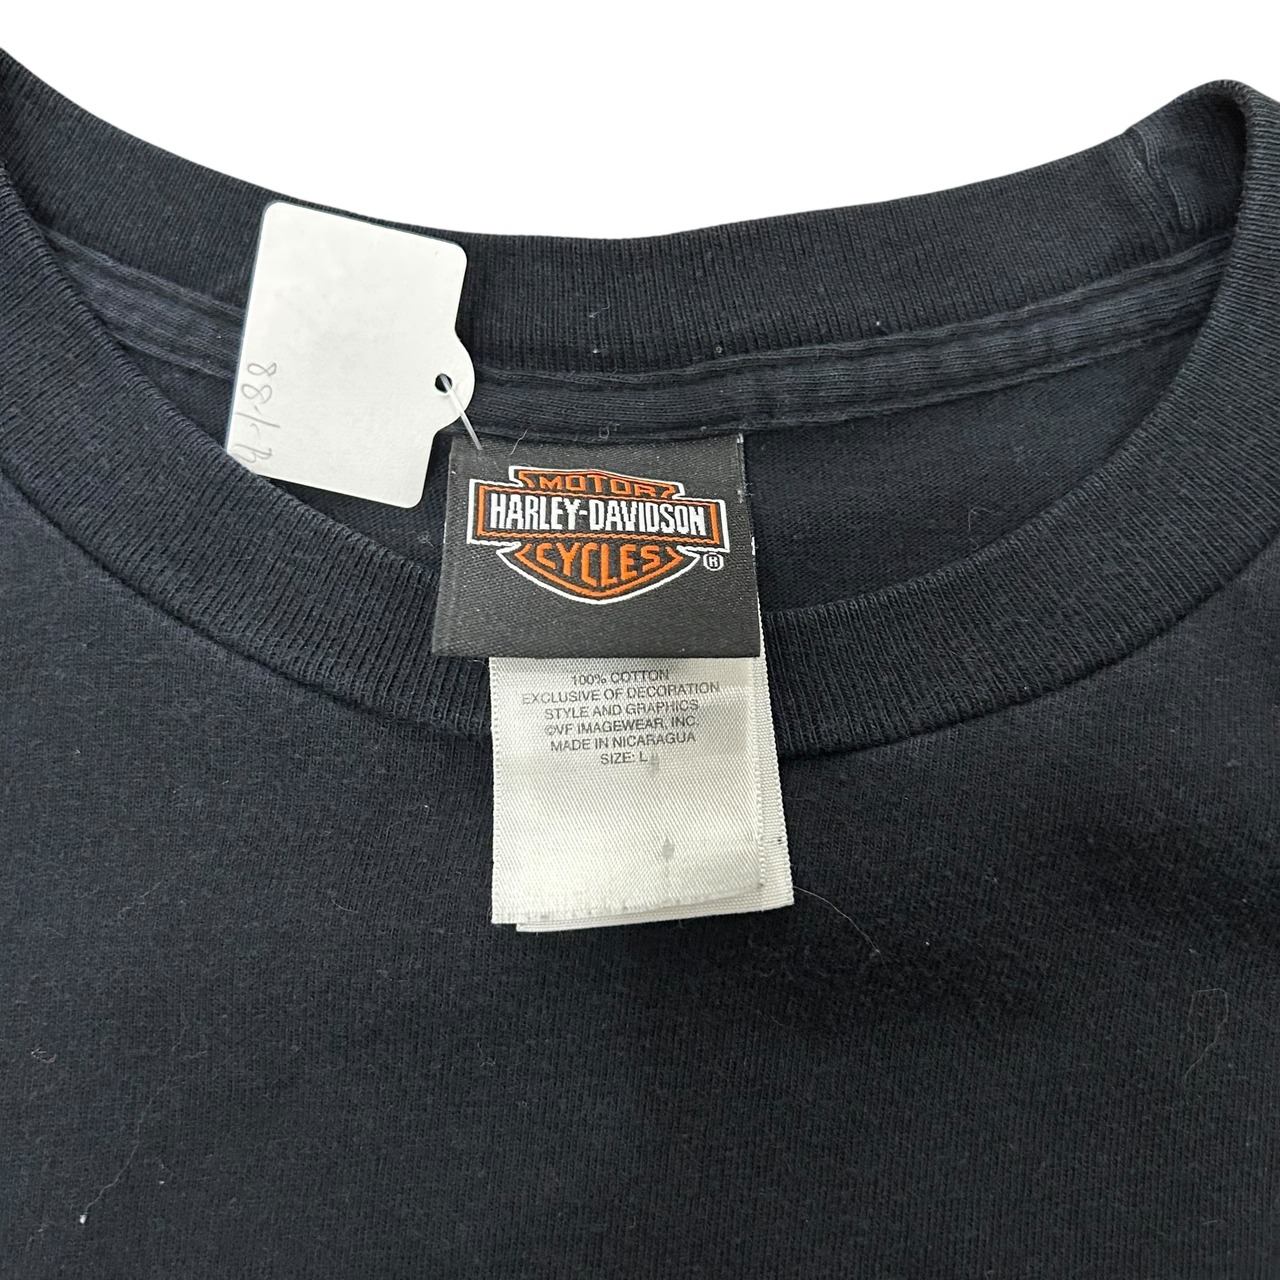 MOTOR
HARLEY-DAVIDSON
CYCLES
®
100% COTTON
EXCLUSIVE OF DECORATION
STYLE AND GRAPHICS
©VF IMAGEWEAR, INC
MADE IN NICARAGUA
SIZE: L